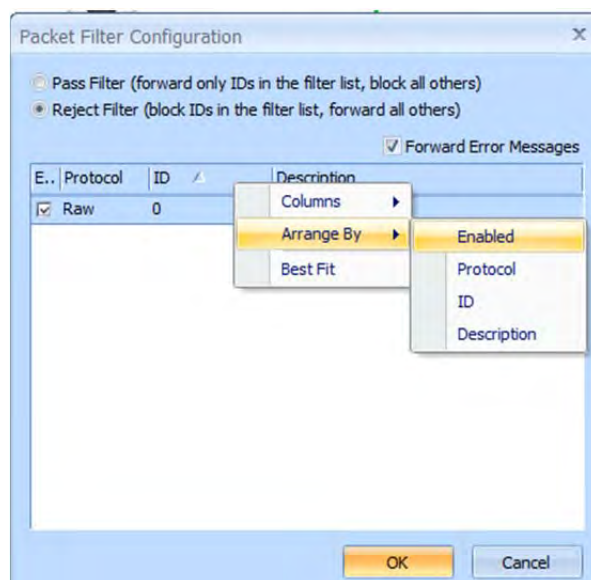 Packet Filter Configuration
Pass Filter (forward only IDs in the filter list, block all others)
Reject Filter (block IDs in the filter list, forward all others)
Forward Error Messages
E.. Protocol ID Description
Raw 0
Columns
Arrange By
Best Fit
Enabled
Protocol
ID
Description
OK Cancel